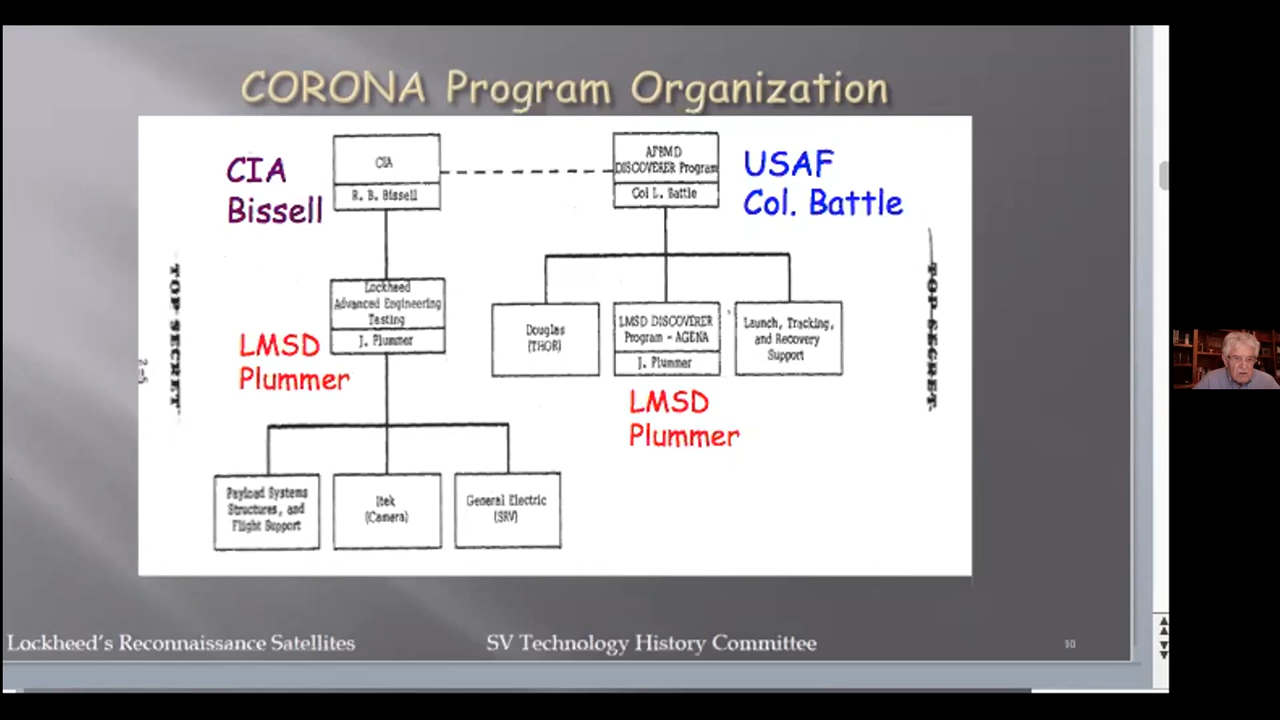 CORONA Program Organization
CIA
Bissell
CIA
R. B. Bissell
AFBMD
DISCOVERER Program
Col L. Battle
USAF
Col. Battle
TOP SECRET
TOP SECRET
Lockheed
Advanced Engineering
Testing
J. Plummer
LMSD
Plummer
Douglas
(THOR)
LMSD DISCOVERER
Program - AGENA
J. Plummer
Launch, Tracking,
and Recovery
Support
LMSD
Plummer
Payload Systems
Structures, and
Flight Support
Itek
(Camera)
General Electric
(SRV)
Lockheed's Reconnaissance Satellites
SV Technology History Committee
10